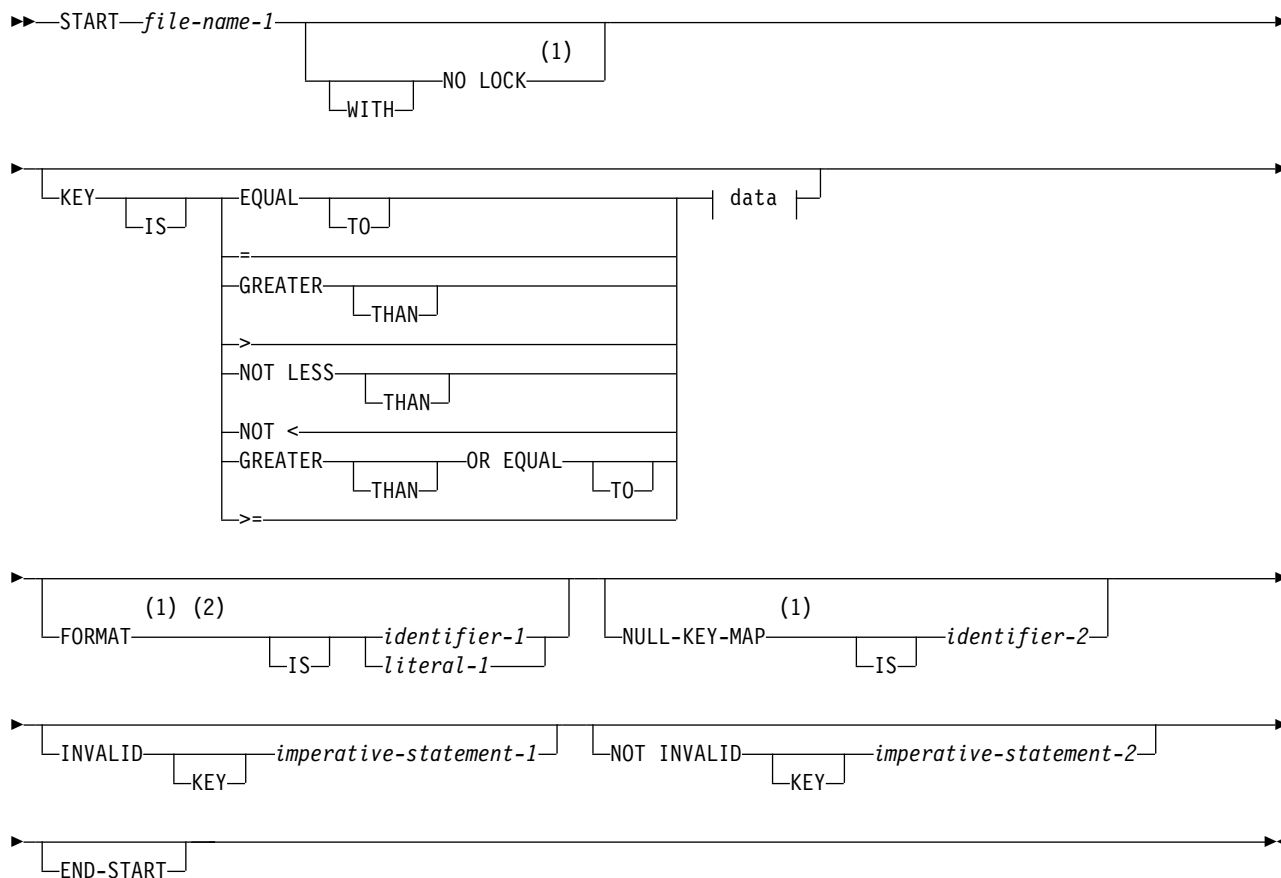 START file-name-1
(1)
NO LOCK
WITH
KEY IS EQUAL TO data
=
GREATER THAN
>
NOT LESS THAN
NOT <
GREATER THAN OR EQUAL TO
>=
(1) (2) (1)
FORMAT IS identifier-1 NULL-KEY-MAP IS identifier-2
literal-1
INVALID KEY imperative-statement-1 NOT INVALID KEY imperative-statement-2
END-START